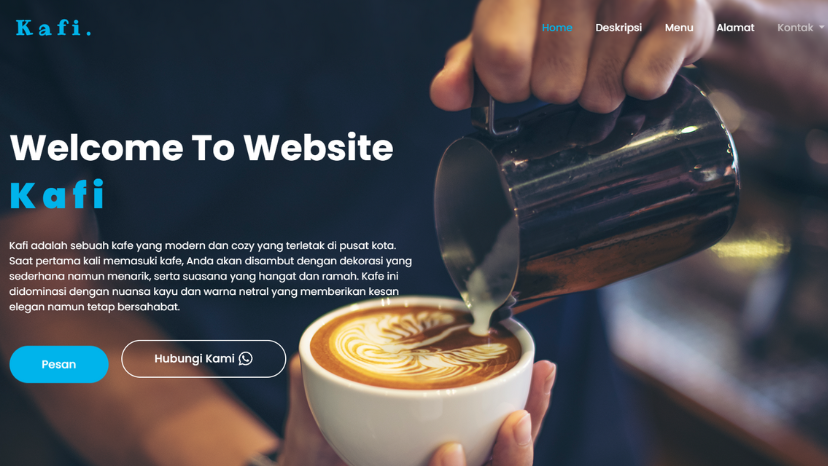 Kafi.
Home Deskripsi Menu Alamat Kontak
Welcome To Website
Kafi
Kafi adalah sebuah kafe yang modern dan cozy yang terletak di pusat kota.
Saat pertama kali memasuki kafe, Anda akan disambut dengan dekorasi yang
sederhana namun menarik, serta suasana yang hangat dan ramah. Kafe ini
didominasi dengan nuansa kayu dan warna netral yang memberikan kesan
elegan namun tetap bersahabat.
Pesan
Hubungi Kami